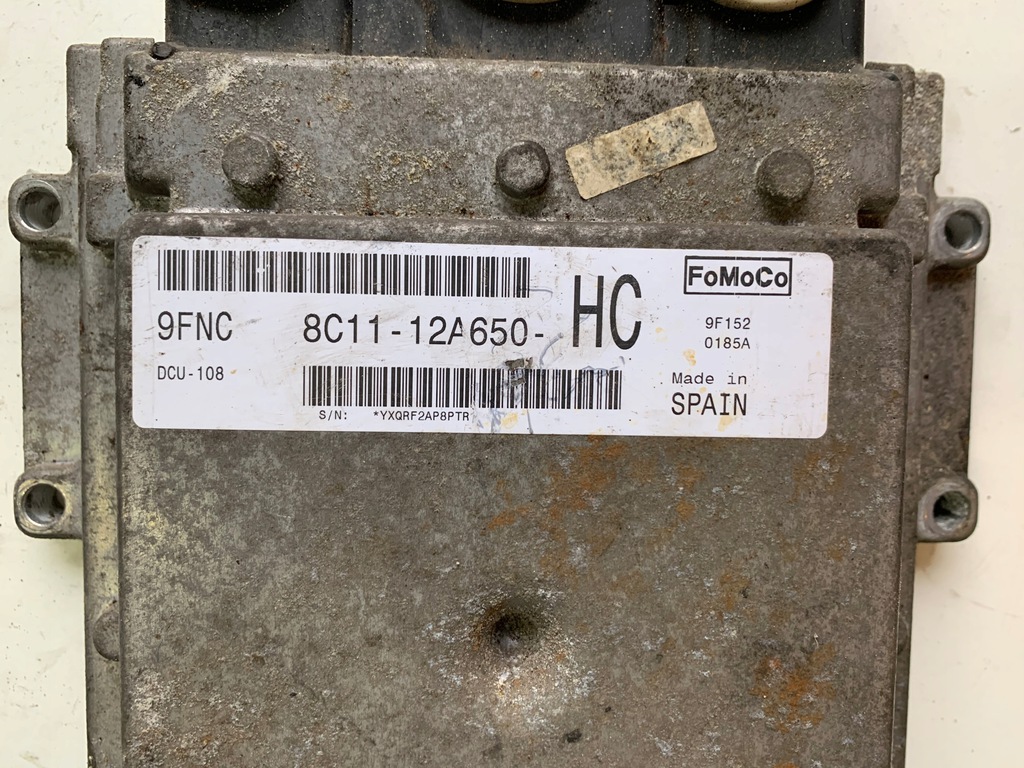 FoMoCo
9FNC 8C11-12A650- HC
9F152
0185A
DCU-108
Made in
SPAIN
S/N: *YXQRF2AP8PTR